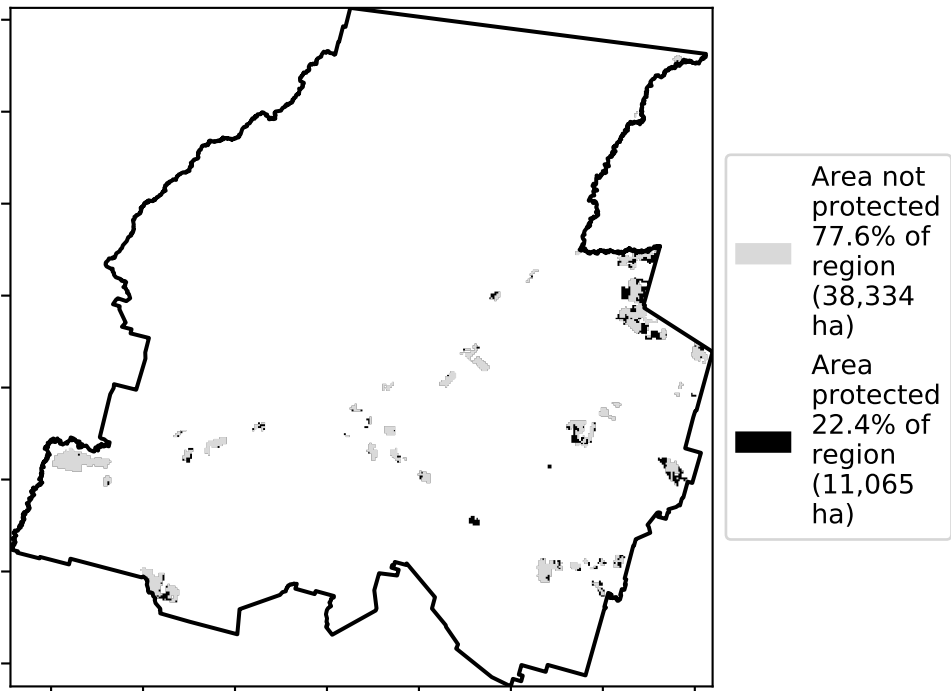 Area not
protected
77.6% of
region
(38,334
ha)
Area
protected
22.4% of
region
(11,065
ha)